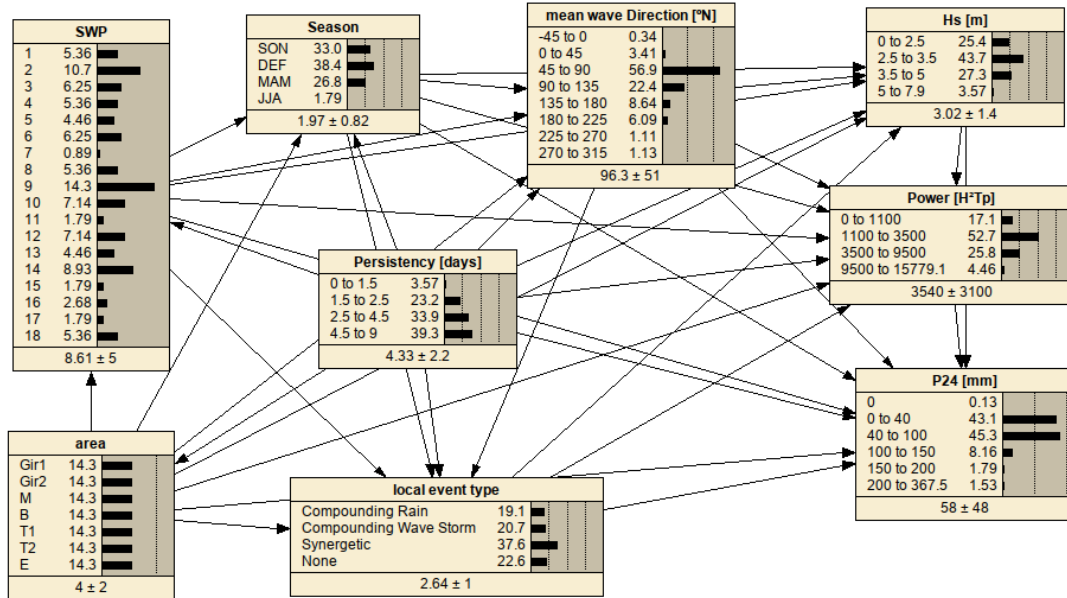 SWP
1 5.36
2 10.7
3 6.25
4 5.36
5 4.46
6 6.25
7 0.89
8 5.36
9 14.3
10 7.14
11 1.79
12 7.14
13 4.46
14 8.93
15 1.79
16 2.68
17 1.79
18 5.36
8.61 ± 5
Season
SON 33.0
DEF 38.4
MAM 26.8
JJA 1.79
1.97 ± 0.82
mean wave Direction [ºN]
-45 to 0 0.34
0 to 45 3.41
45 to 90 56.9
90 to 135 22.4
135 to 180 8.64
180 to 225 6.09
225 to 270 1.11
270 to 315 1.13
96.3 ± 51
Hs [m]
0 to 2.5 25.4
2.5 to 3.5 43.7
3.5 to 5 27.3
5 to 7.9 3.57
3.02 ± 1.4
Power [H²Tp]
0 to 1100 17.1
1100 to 3500 52.7
3500 to 9500 25.8
9500 to 15779.1 4.46
3540 ± 3100
Persistency [days]
0 to 1.5 3.57
1.5 to 2.5 23.2
2.5 to 4.5 33.9
4.5 to 9 39.3
4.33 ± 2.2
P24 [mm]
0 0.13
0 to 40 43.1
40 to 100 45.3
100 to 150 8.16
150 to 200 1.79
200 to 367.5 1.53
58 ± 48
area
Gir1 14.3
Gir2 14.3
M 14.3
B 14.3
T1 14.3
T2 14.3
E 14.3
4 ± 2
local event type
Compounding Rain 19.1
Compounding Wave Storm 20.7
Synergetic 37.6
None 22.6
2.64 ± 1